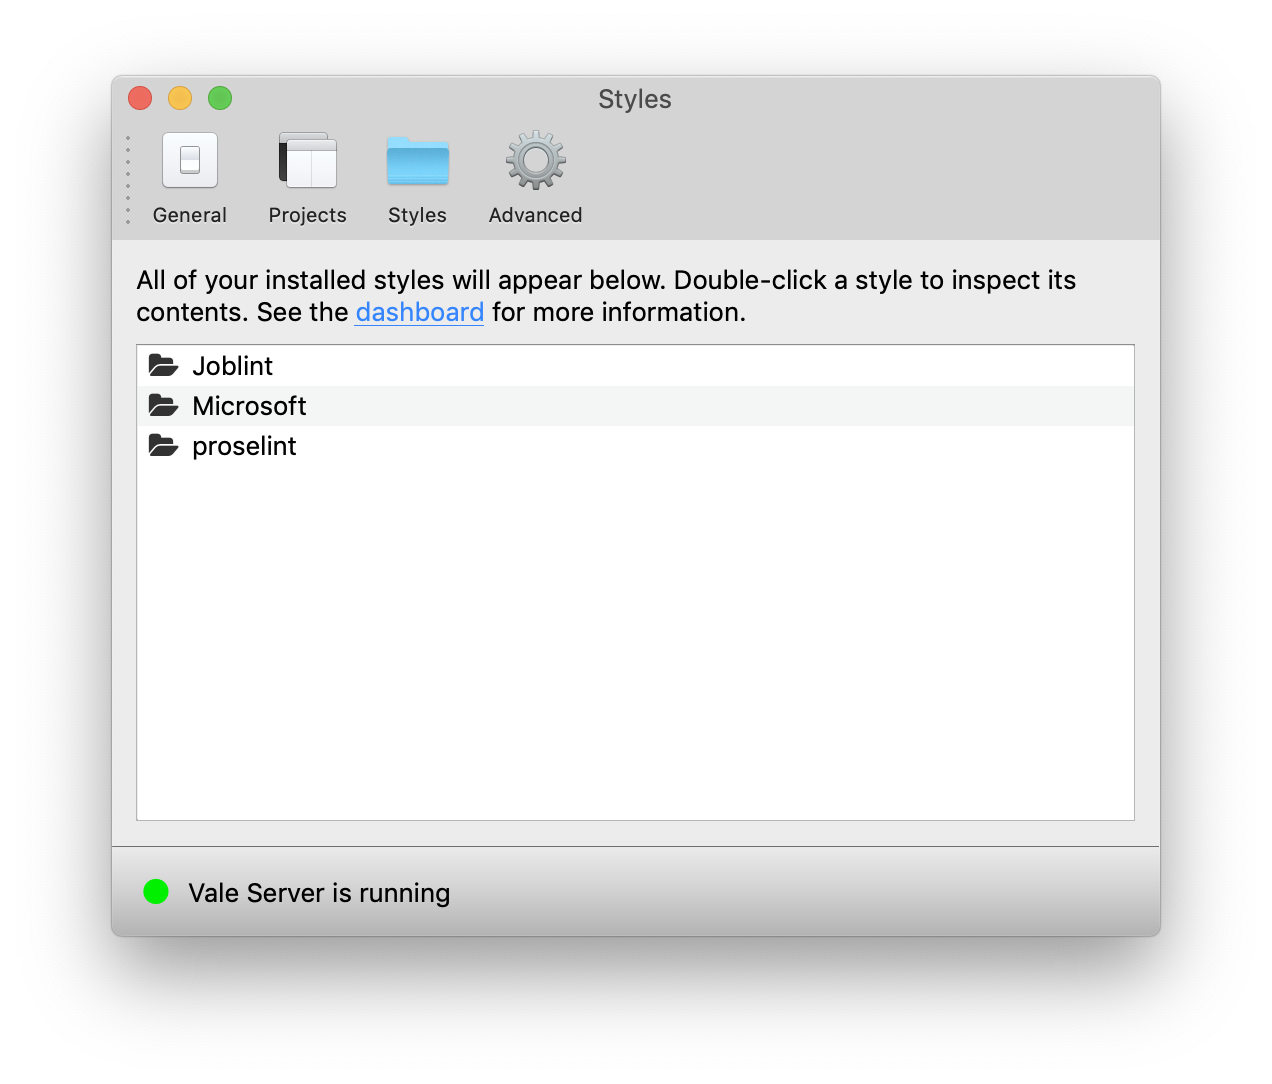 Styles
General Projects Styles Advanced
All of your installed styles will appear below. Double-click a style to inspect its
contents. See the dashboard for more information.
Joblint
Microsoft
proselint
Vale Server is running